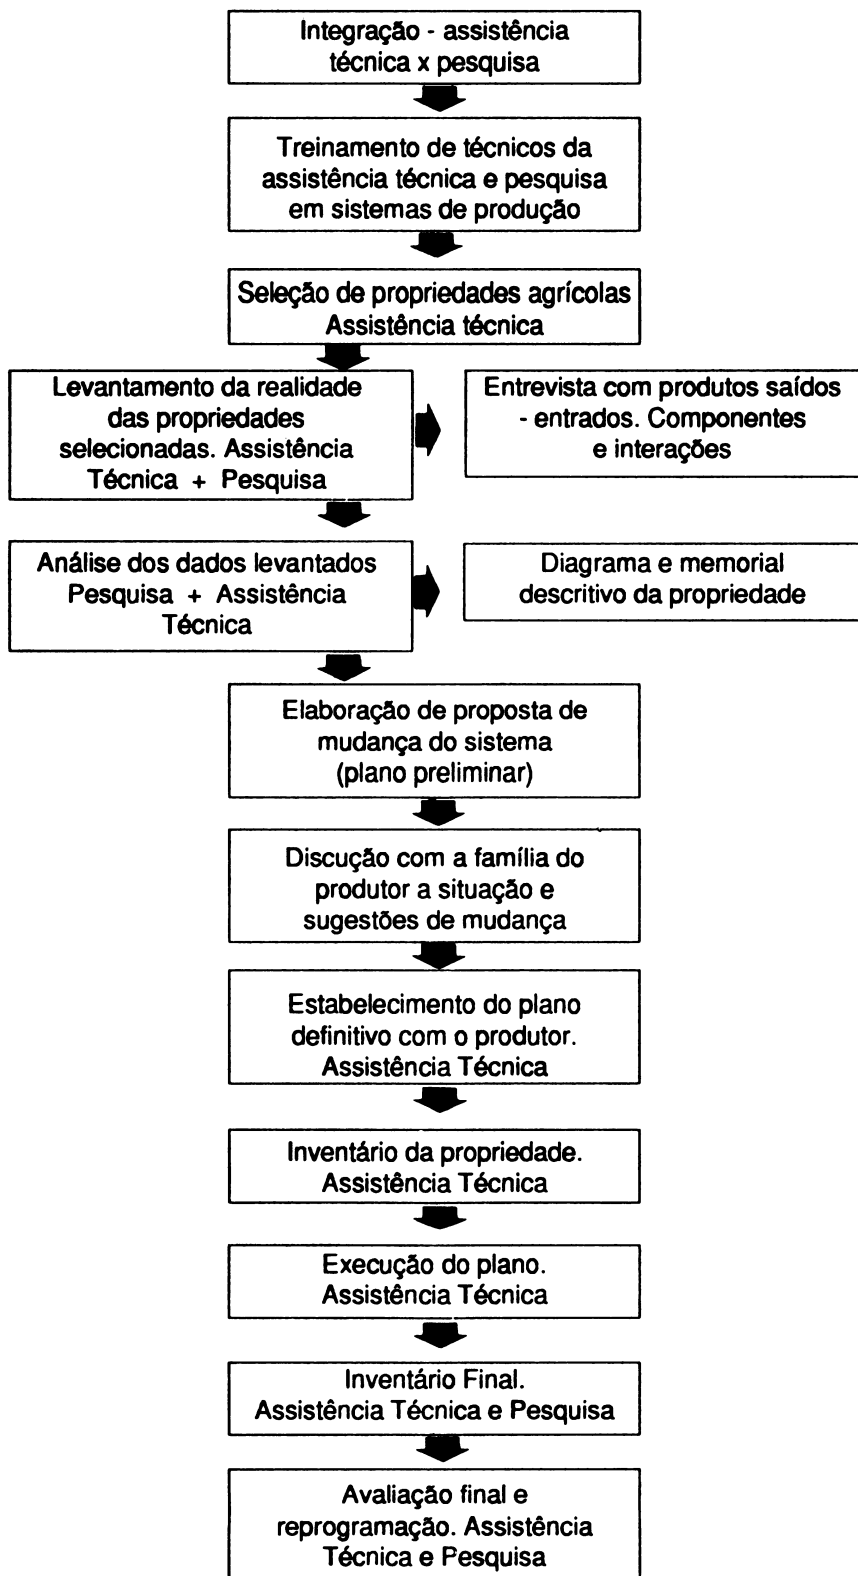 Integração - assistência
técnica x pesquisa
Treinamento de técnicos da
assistência técnica e pesquisa
em sistemas de produção
Seleção de propriedades agrícolas
Assistência técnica
Levantamento da realidade
das propriedades
selecionadas. Assistência
Técnica + Pesquisa
Entrevista com produtos saídos
- entrados. Componentes
e interações
Análise dos dados levantados
Pesquisa + Assistência
Técnica
Diagrama e memorial
descritivo da propriedade
Elaboração de proposta de
mudança do sistema
(plano preliminar)
Discução com a família do
produtor a situação e
sugestões de mudança
Estabelecimento do plano
definitivo com o produtor.
Assistência Técnica
Inventário da propriedade.
Assistência Técnica
Execução do plano.
Assistência Técnica
Inventário Final.
Assistência Técnica e Pesquisa
Avaliação final e
reprogramação. Assistência
Técnica e Pesquisa